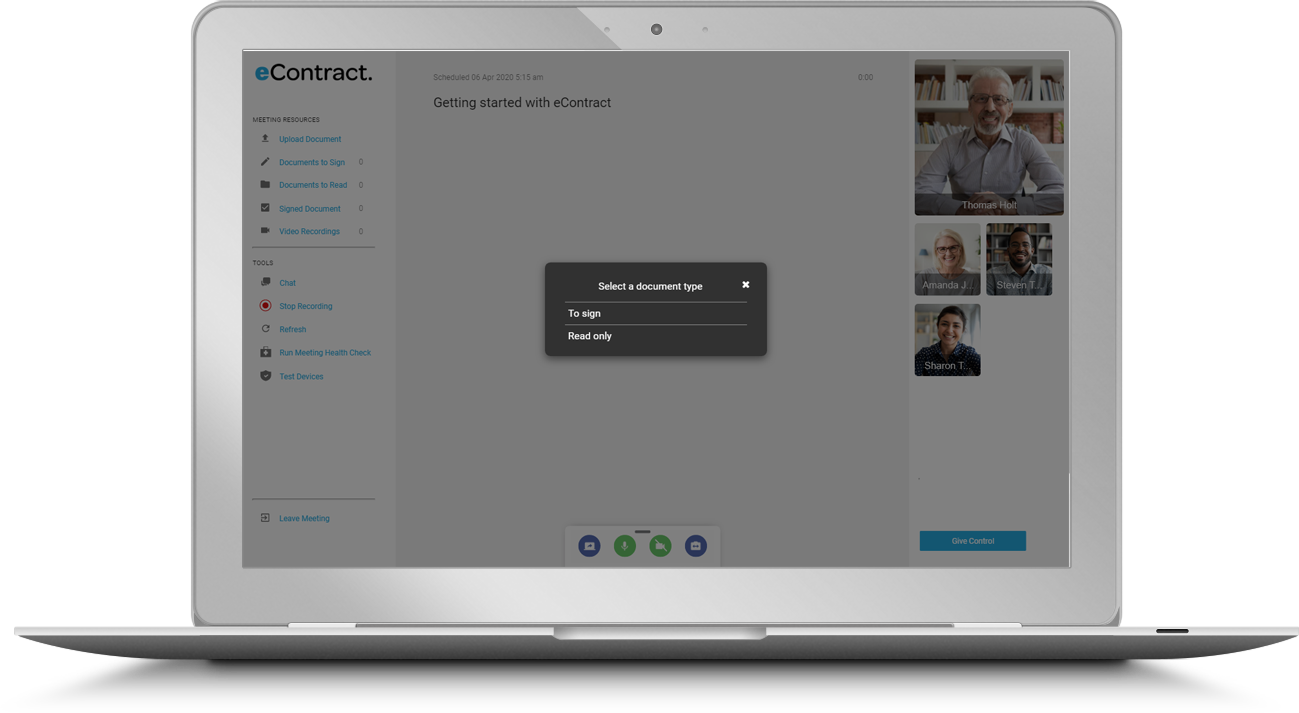 eContract.
MEETING RESOURCES
Upload Document
Documents to Sign 0
Documents to Read 0
Signed Document 0
Video Recordings 0
TOOLS
Chat
Stop Recording
Refresh
Run Meeting Health Check
Test Devices
Leave Meeting
Scheduled 06 Apr 2020 5:15 am 0:00
Getting started with eContract
Select a document type
To sign
Read only
Thomas Holt
Amanda J...
Steven T...
Sharon T...
Give Control